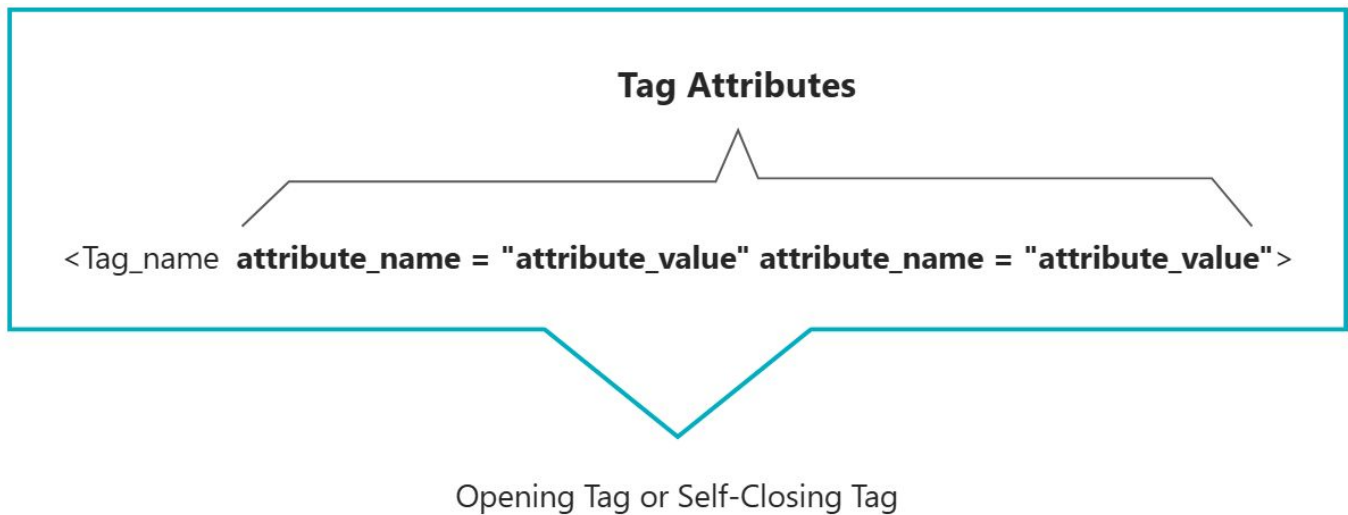 Tag Attributes
<Tag_name attribute_name = "attribute_value" attribute_name = "attribute_value">
Opening Tag or Self-Closing Tag